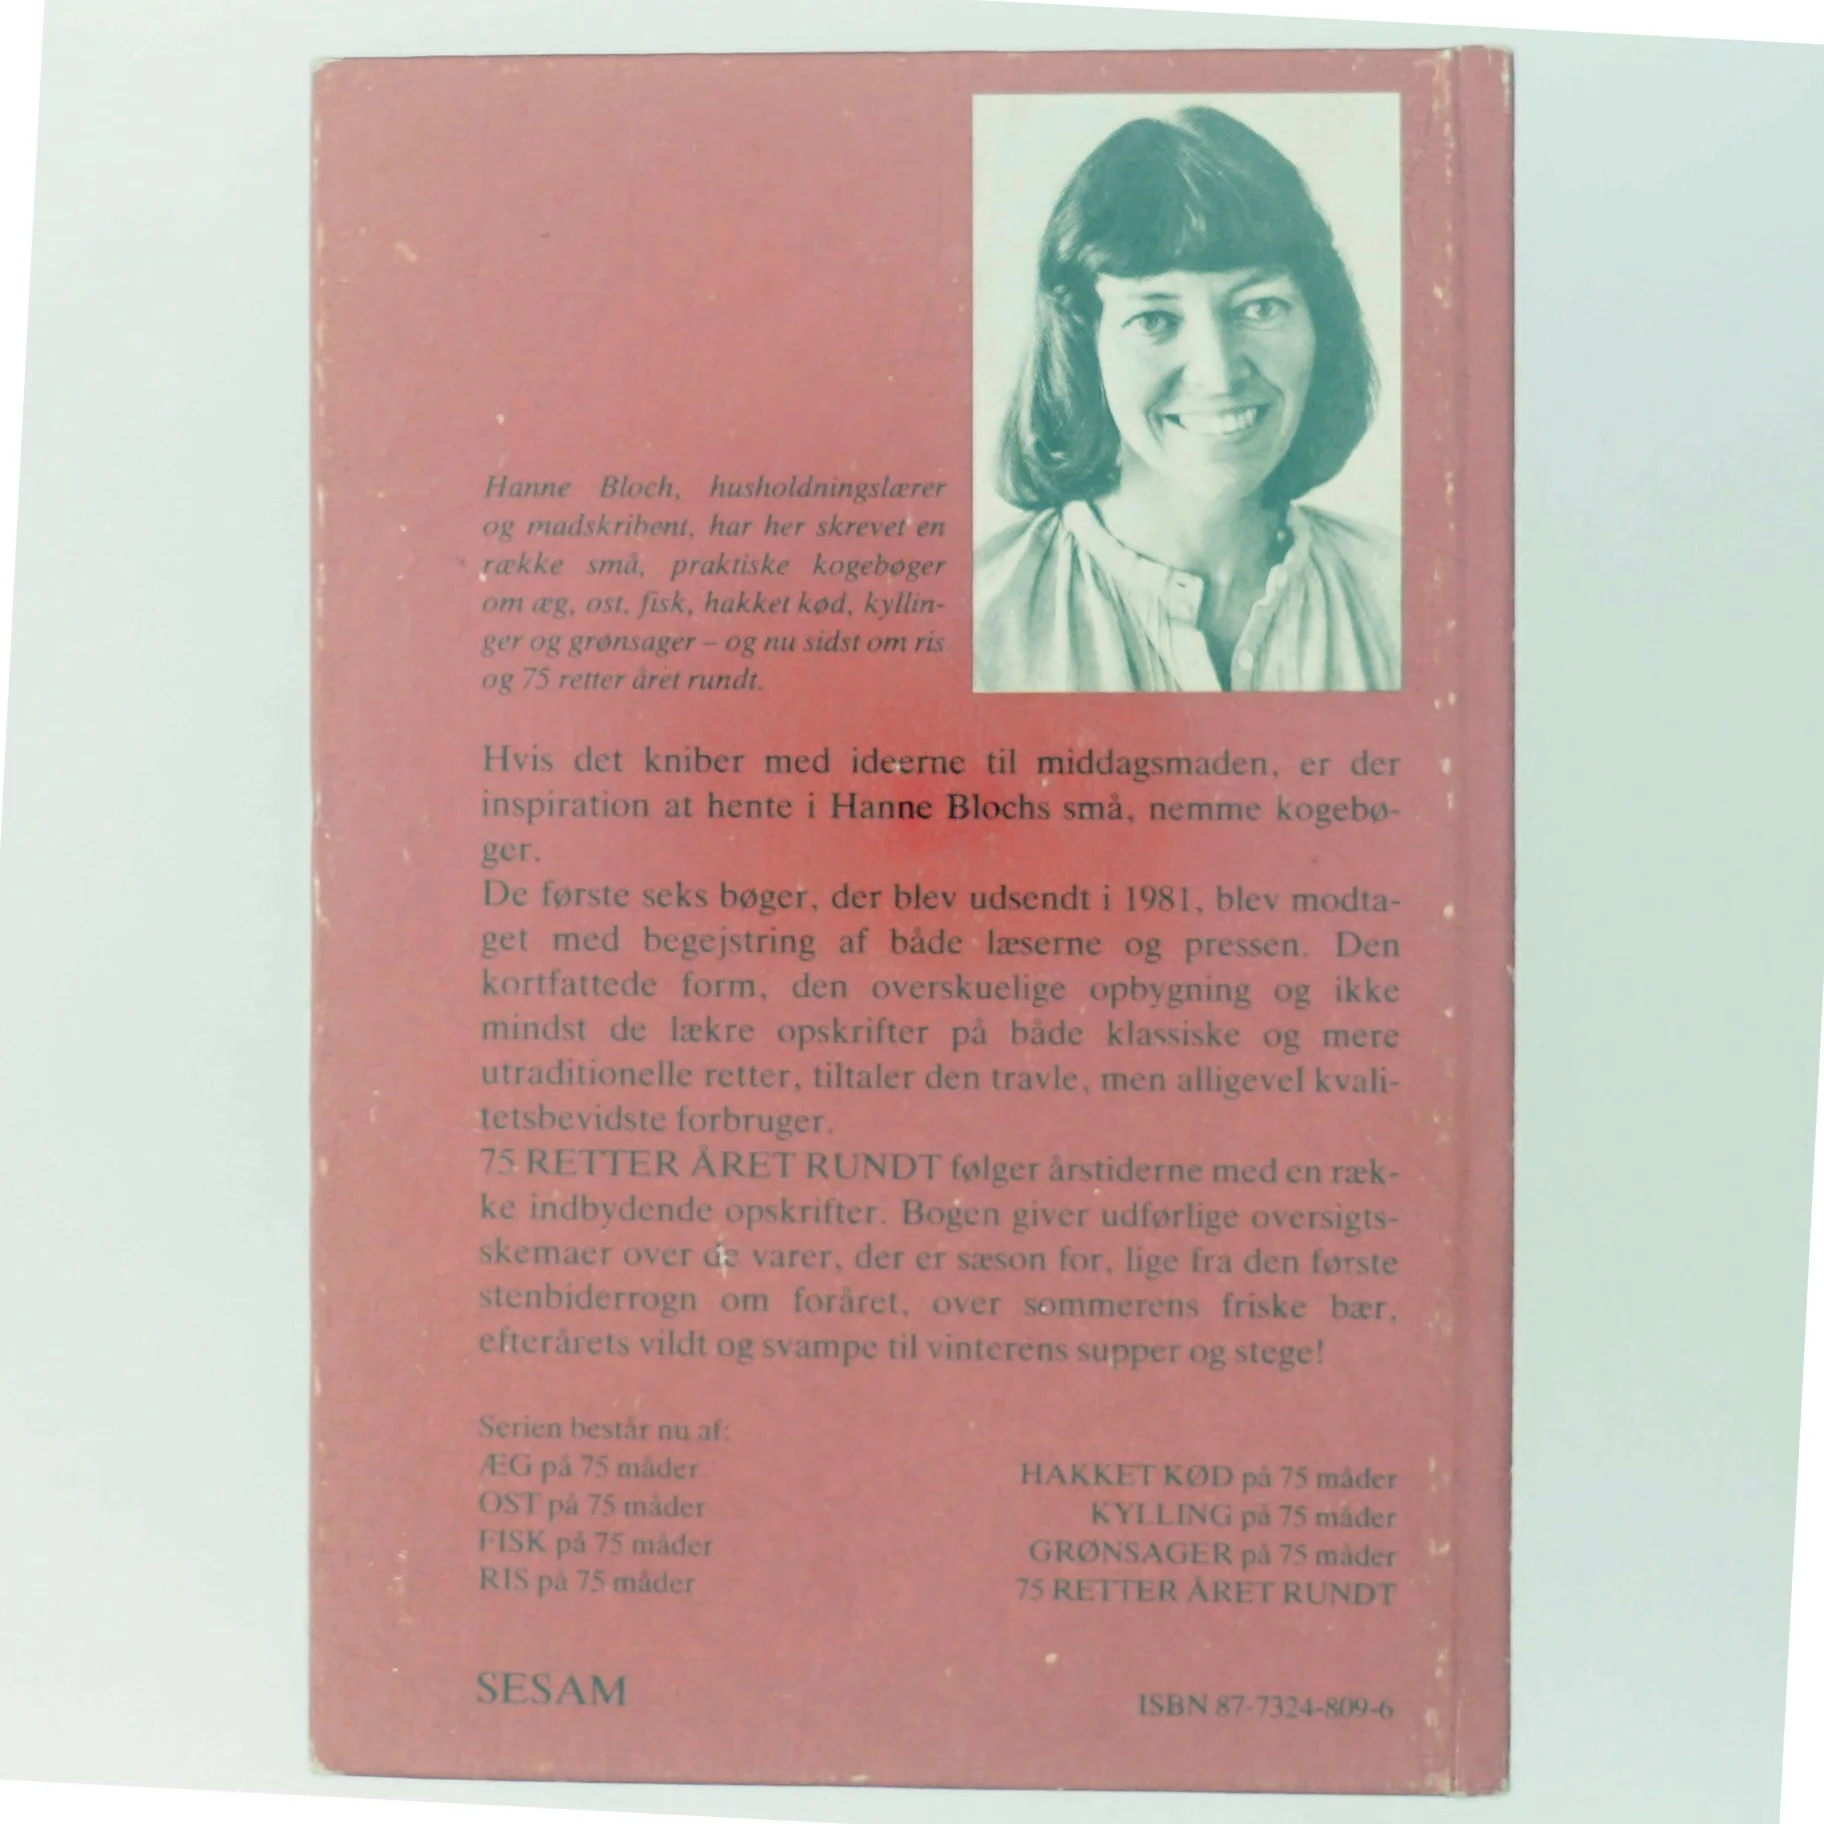 Hanne Bloch, husholdningslærer
og madskribent, har her skrevet en
række små, praktiske kogebøger
om æg, ost, fisk, hakket kød, kyllin-
ger og grønsager – og nu sidst om ris
og 75 retter året rundt.
Hvis det kniber med ideerne til middagsmaden, er der
inspiration at hente i Hanne Blochs små, nemme kogebø-
ger.
De første seks bøger, der blev udsendt i 1981, blev modta-
get med begejstring af både læserne og pressen. Den
kortfattede form, den overskuelige opbygning og ikke
mindst de lækre opskrifter på både klassiske og mere
utraditionelle retter, tiltaler den travle, men alligevel kvali-
tetsbevidste forbruger.
75 RETTER ÅRET RUNDT følger årstiderne med en ræk-
ke indbydende opskrifter. Bogen giver udførlige oversigts-
skemaer over de varer, der er sæson for, lige fra den første
stenbiderrogn om foråret, over sommerens friske bær,
efterårets vildt og svampe til vinterens supper og stege!
Serien består nu af:
ÆG på 75 måder
OST på 75 måder
FISK på 75 måder
RIS på 75 måder
HAKKET KØD på 75 måder
KYLLING på 75 måder
GRØNSAGER på 75 måder
75 RETTER ÅRET RUNDT
SESAM
ISBN 87-7324-809-6